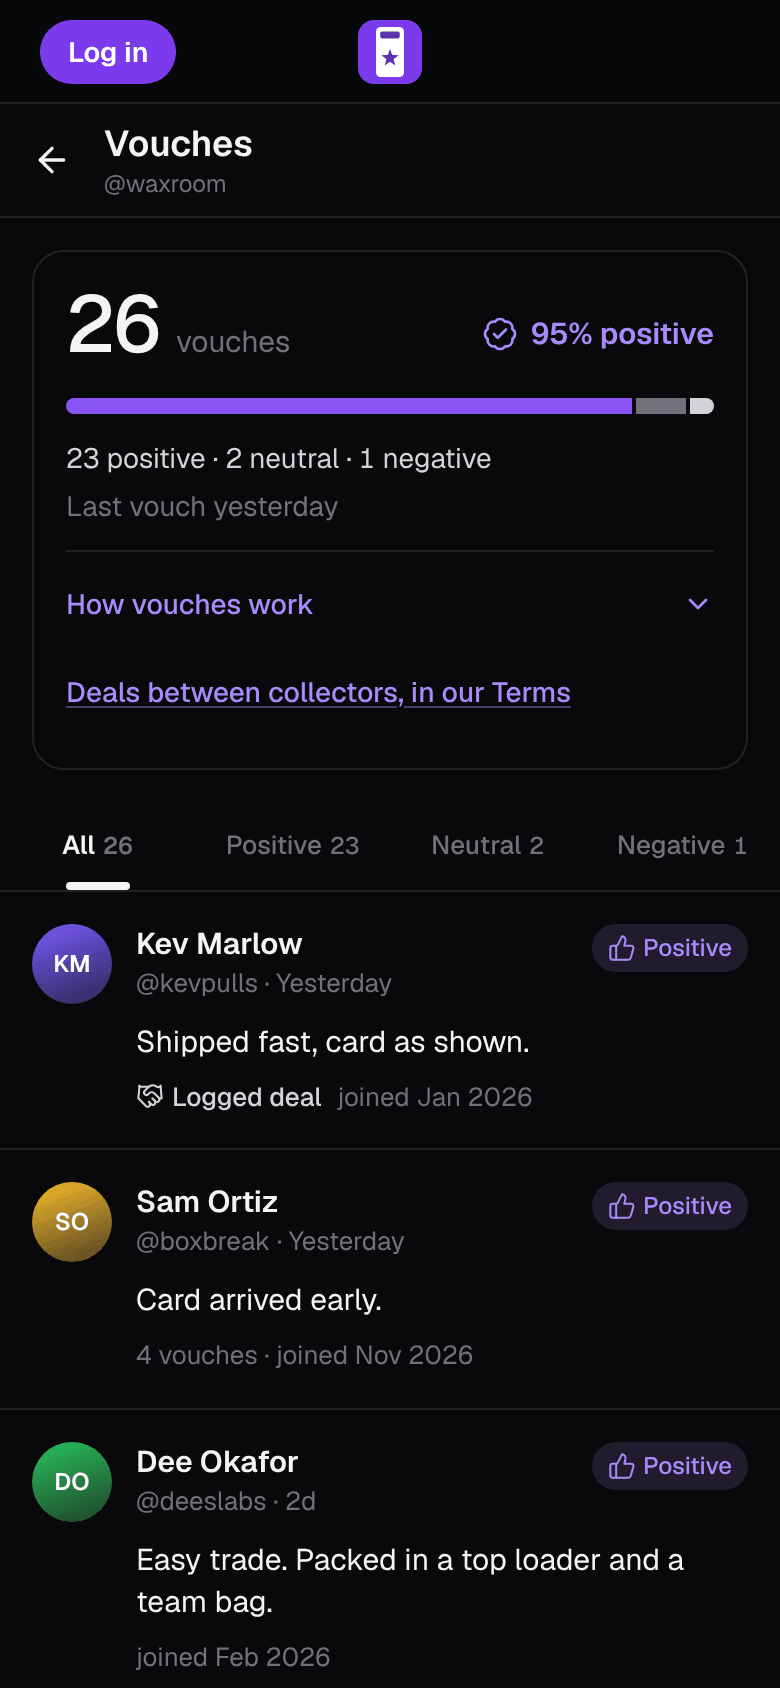 Log in
Vouches
@waxroom
26 vouches
95% positive
23 positive · 2 neutral · 1 negative
Last vouch yesterday
How vouches work
Deals between collectors, in our Terms
All 26 Positive 23 Neutral 2 Negative 1
KM
Kev Marlow
Positive
@kevpulls · Yesterday
Shipped fast, card as shown.
Logged deal joined Jan 2026
SO
Sam Ortiz
Positive
@boxbreak · Yesterday
Card arrived early.
4 vouches · joined Nov 2026
DO
Dee Okafor
Positive
@deeslabs · 2d
Easy trade. Packed in a top loader and a
team bag.
joined Feb 2026